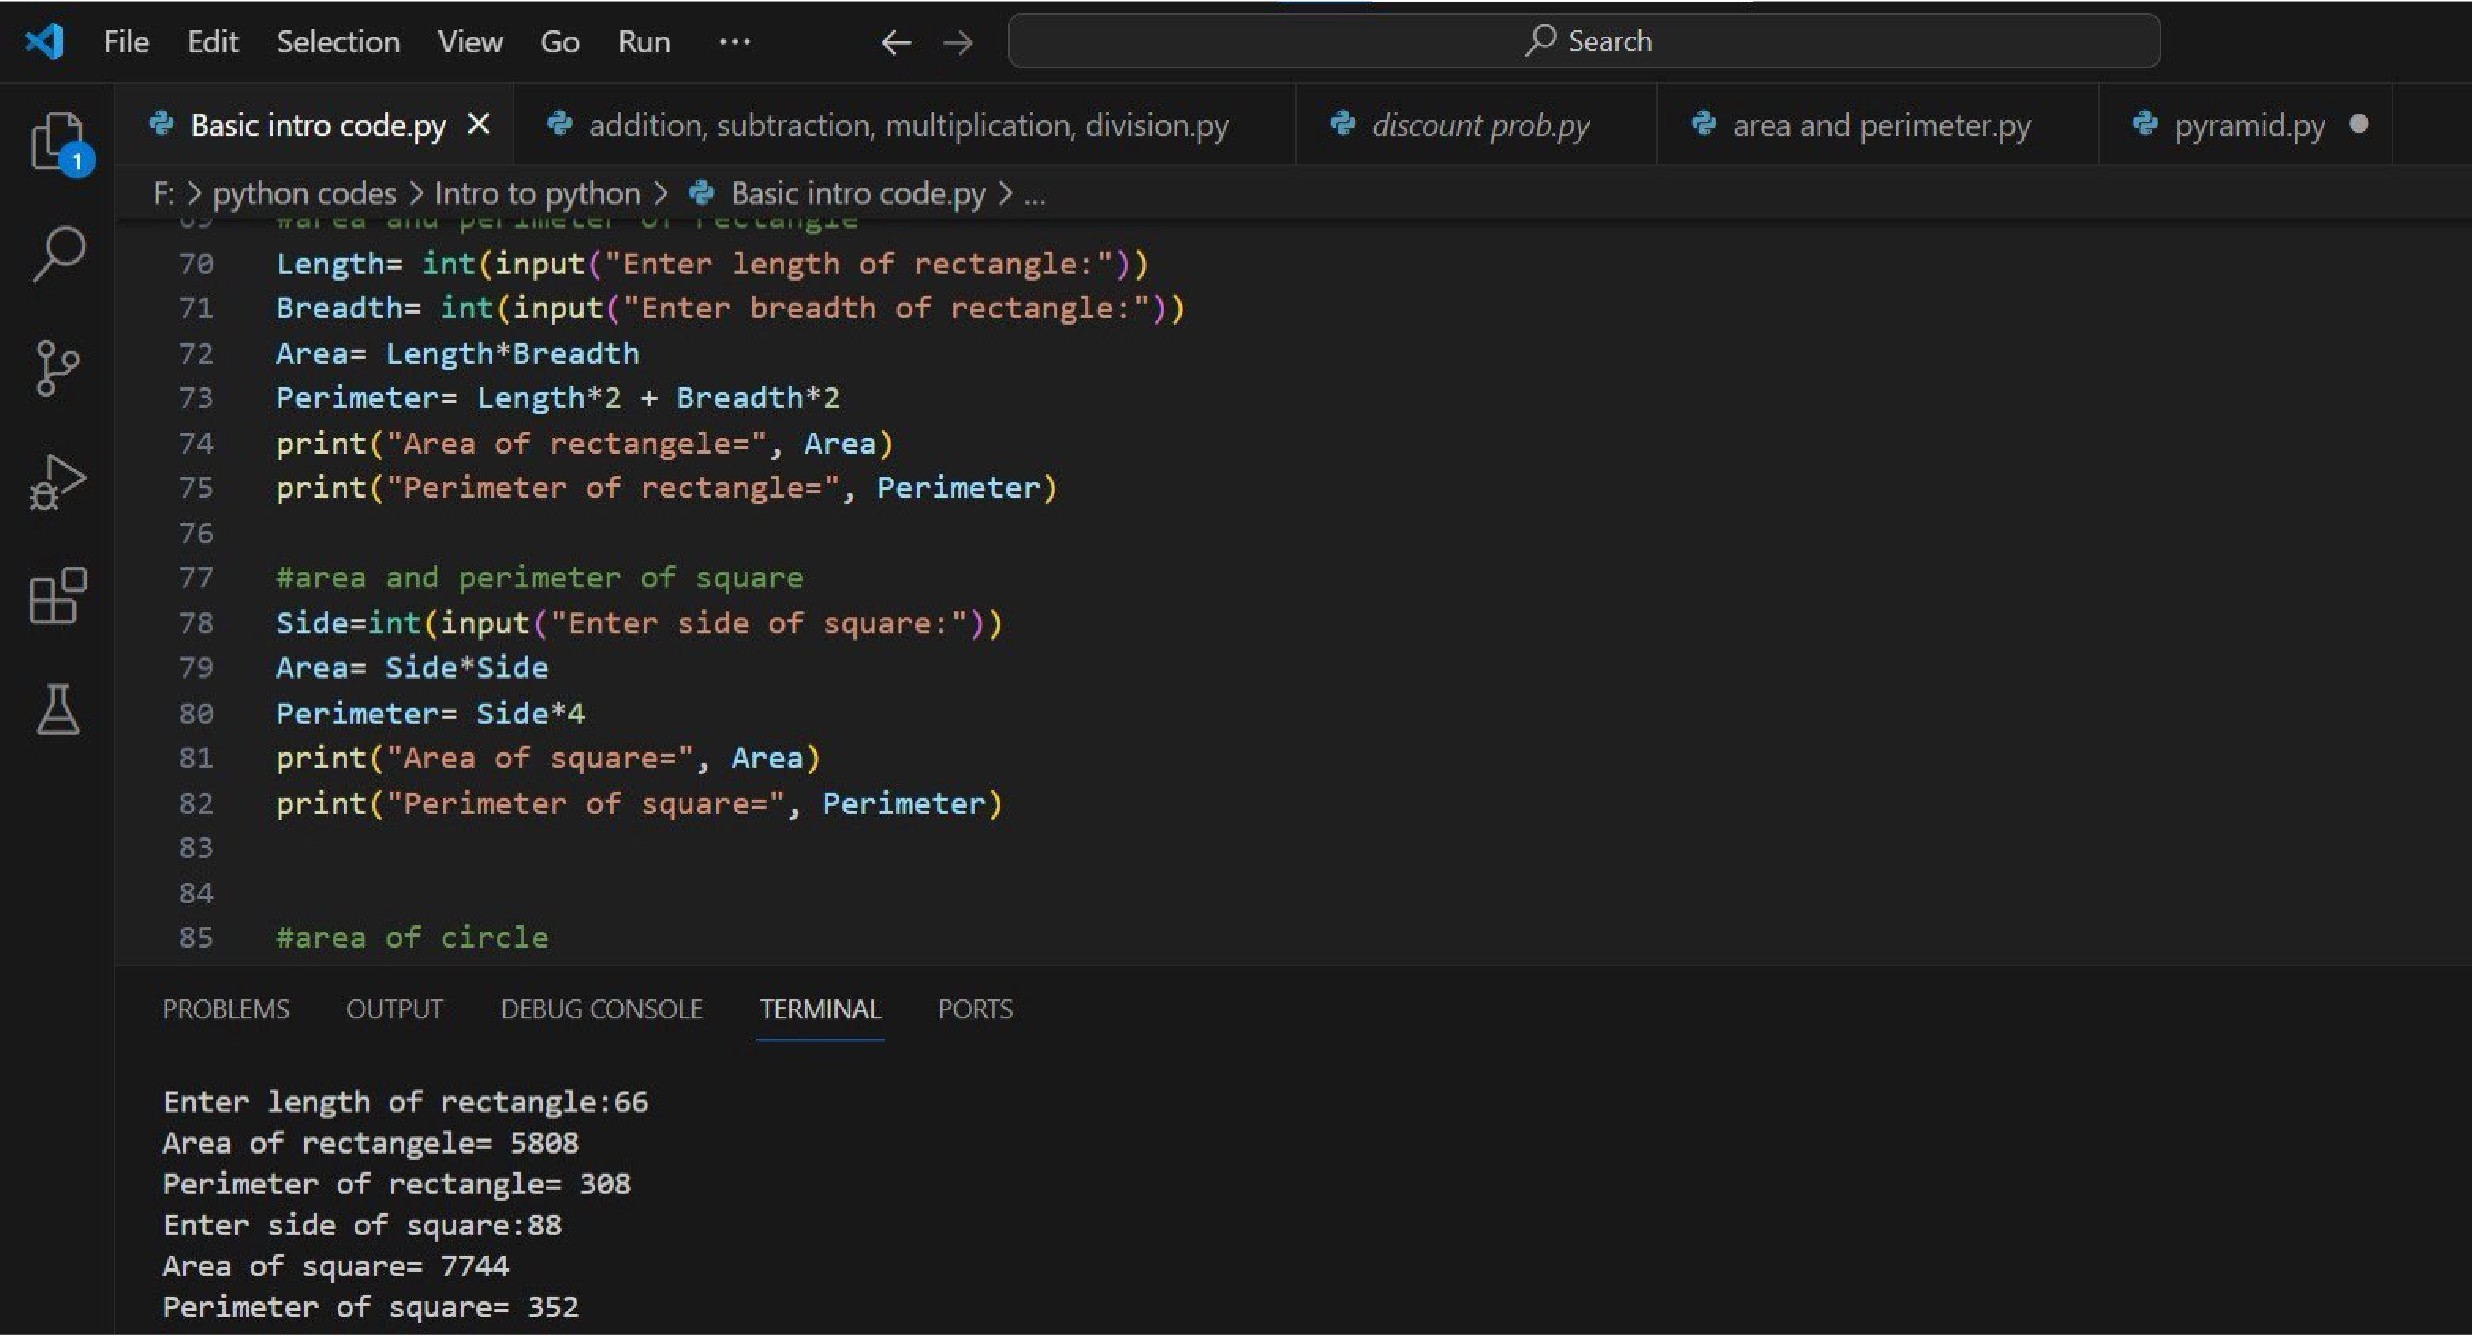 File Edit Selection View Go Run ... Search
1
Basic intro code.py addition, subtraction, multiplication, division.py discount prob.py area and perimeter.py pyramid.py
F: > python codes > Intro to python > Basic intro code.py > ...
69 #area and perimeter of rectangle
70 Length= int(input("Enter length of rectangle:"))
71 Breadth= int(input("Enter breadth of rectangle:"))
72 Area= Length*Breadth
73 Perimeter= Length*2 + Breadth*2
74 print("Area of rectangele=", Area)
75 print("Perimeter of rectangle=", Perimeter)
76
77 #area and perimeter of square
78 Side=int(input("Enter side of square:"))
79 Area= Side*Side
80 Perimeter= Side*4
81 print("Area of square=", Area)
82 print("Perimeter of square=", Perimeter)
83
84
85 #area of circle
PROBLEMS OUTPUT DEBUG CONSOLE TERMINAL PORTS
Enter length of rectangle:66
Area of rectangele= 5808
Perimeter of rectangle= 308
Enter side of square:88
Area of square= 7744
Perimeter of square= 352